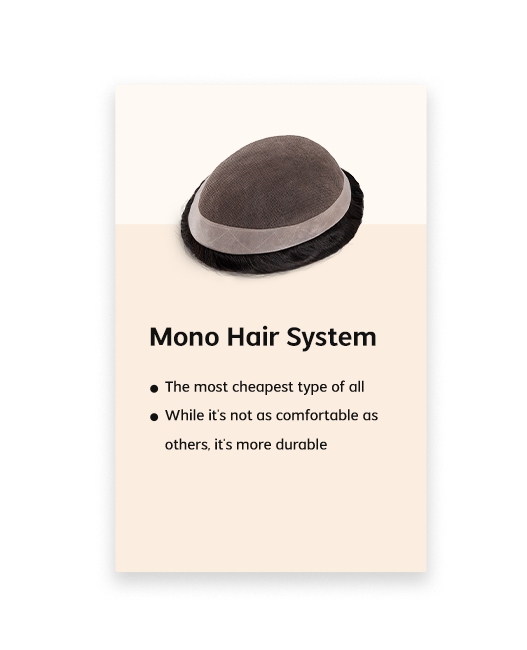 Mono Hair System
● The most cheapest type of all
● While it's not as comfortable as
others, it's more durable